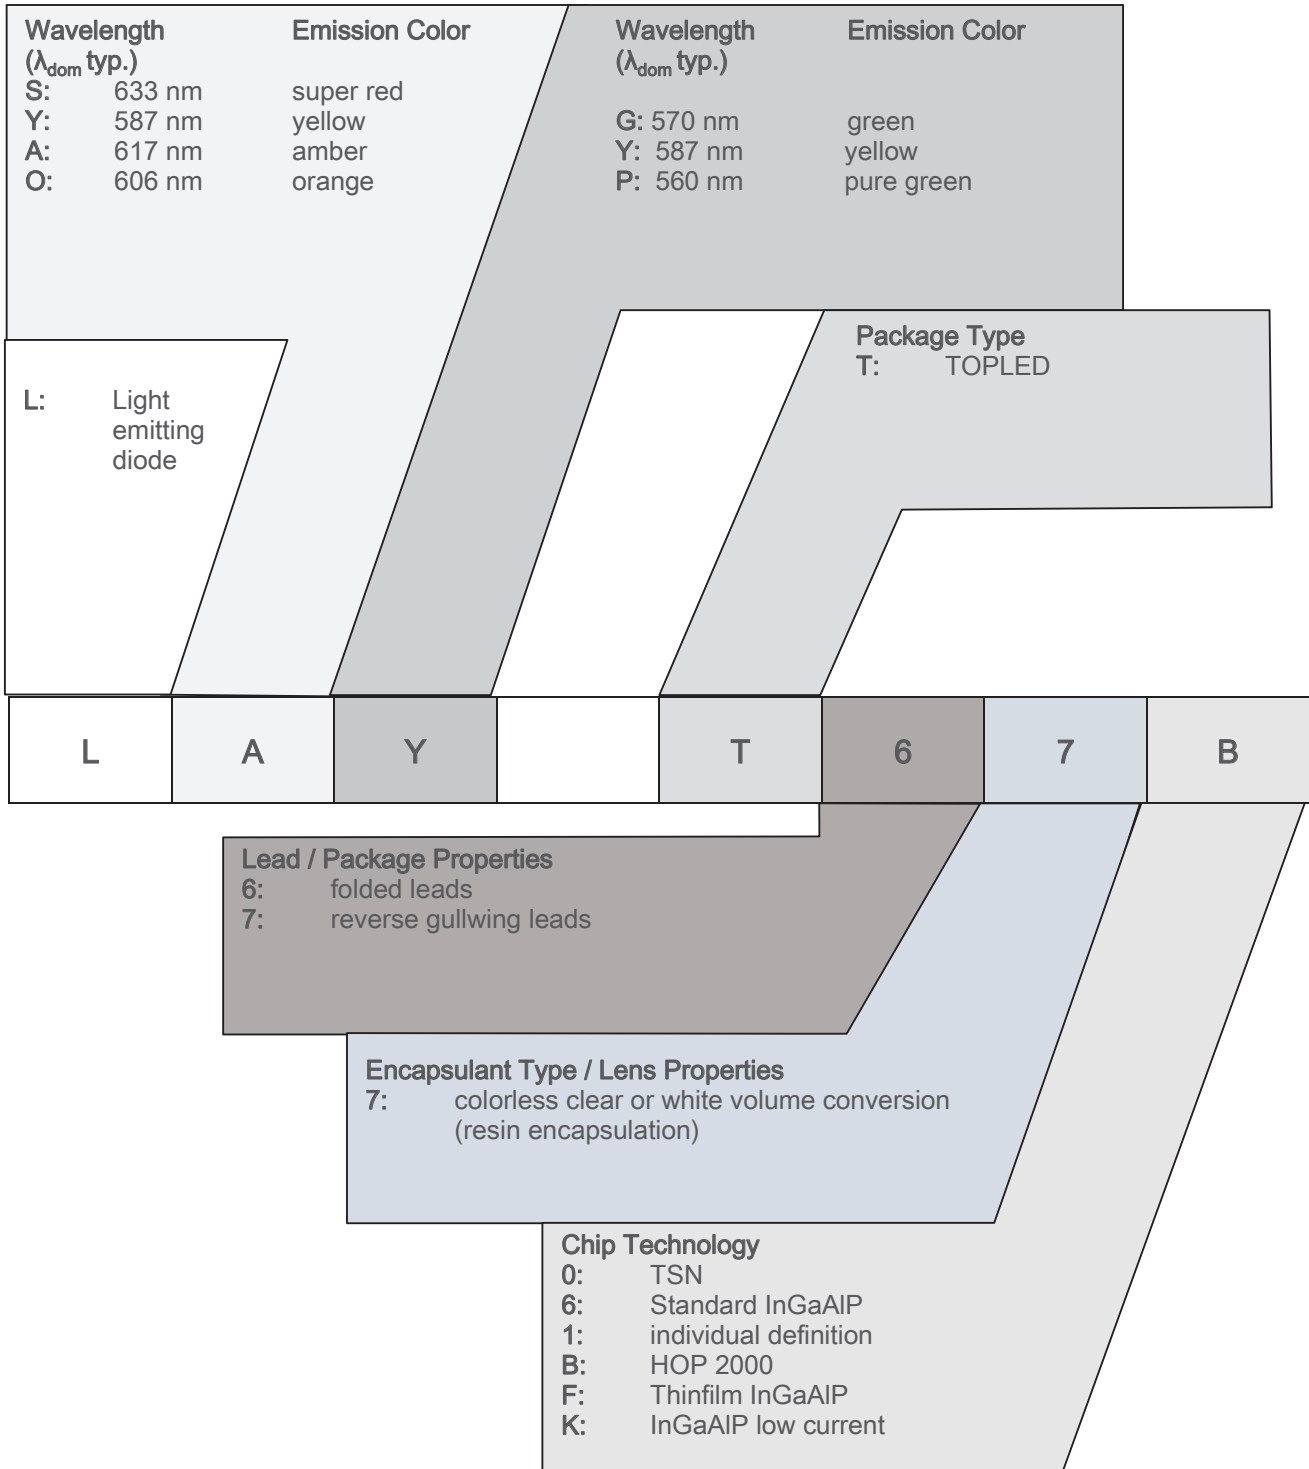 Wavelength Emission Color
(λdom typ.)
S: 633 nm super red
Y: 587 nm yellow
A: 617 nm amber
O: 606 nm orange
Wavelength Emission Color
(λdom typ.)
G: 570 nm green
Y: 587 nm yellow
P: 560 nm pure green
Package Type
T: TOPLED
L: Light
emitting
diode
L A Y T 6 7 B
Lead / Package Properties
6: folded leads
7: reverse gullwing leads
Encapsulant Type / Lens Properties
7: colorless clear or white volume conversion
(resin encapsulation)
Chip Technology
0: TSN
6: Standard InGaAlP
1: individual definition
B: HOP 2000
F: Thinfilm InGaAlP
K: InGaAlP low current